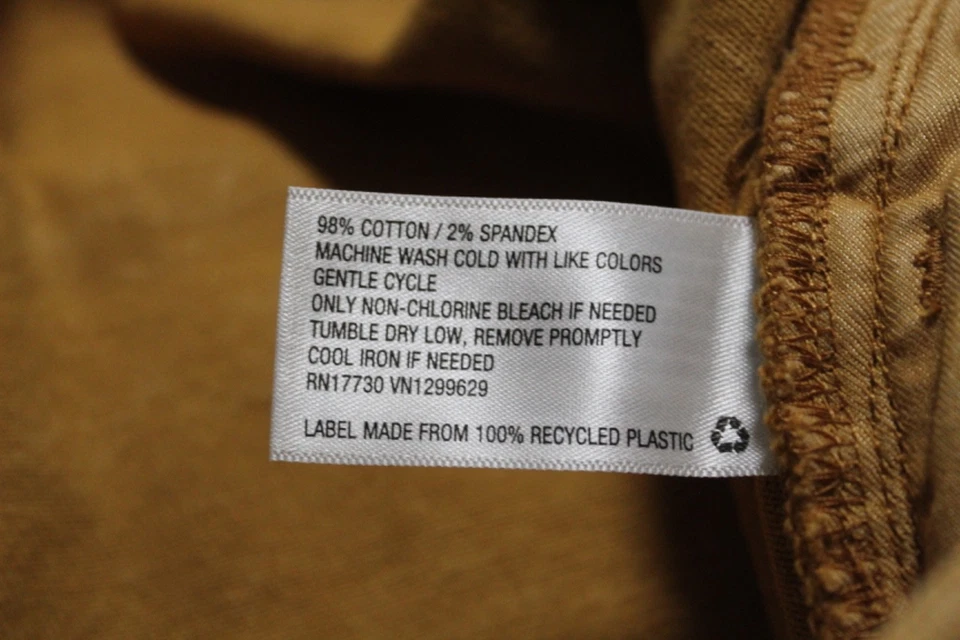 98% COTTON / 2% SPANDEX
MACHINE WASH COLD WITH LIKE COLORS
GENTLE CYCLE
ONLY NON-CHLORINE BLEACH IF NEEDED
TUMBLE DRY LOW, REMOVE PROMPTLY
COOL IRON IF NEEDED
RN17730 VN1299629
LABEL MADE FROM 100% RECYCLED PLASTIC